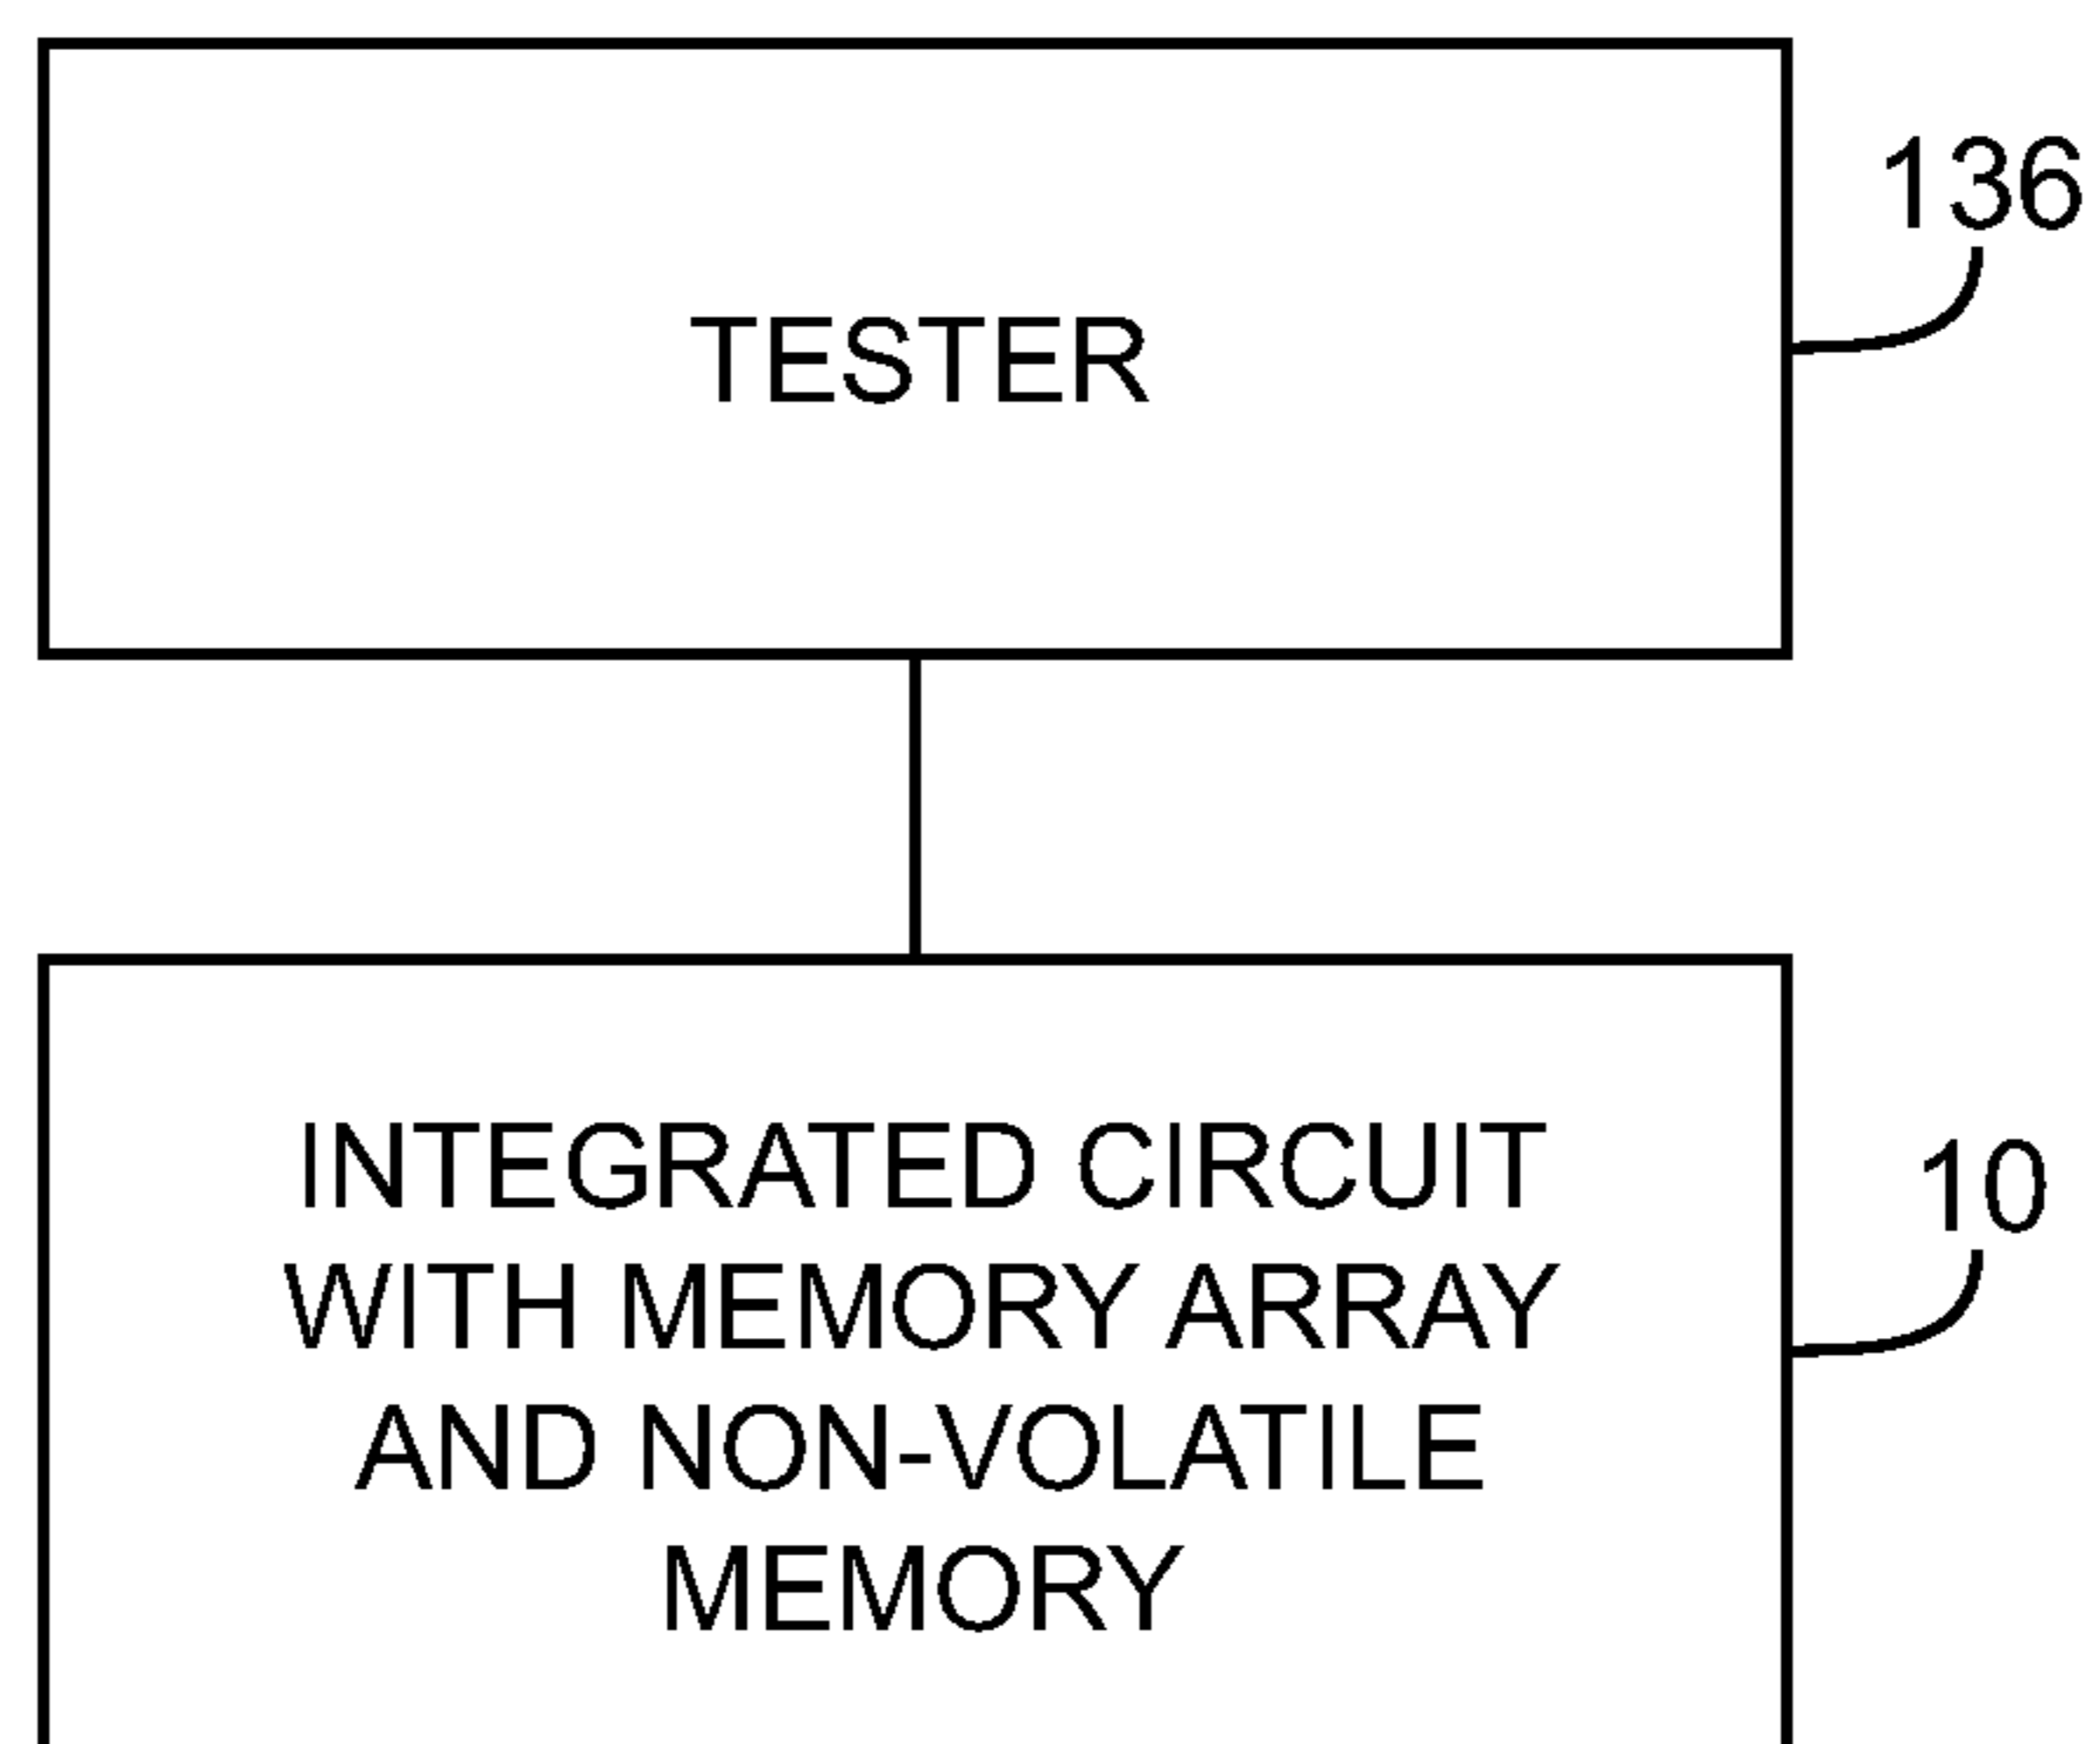 136
TESTER
INTEGRATED CIRCUIT
WITH MEMORY ARRAY
AND NON-VOLATILE
MEMORY
10